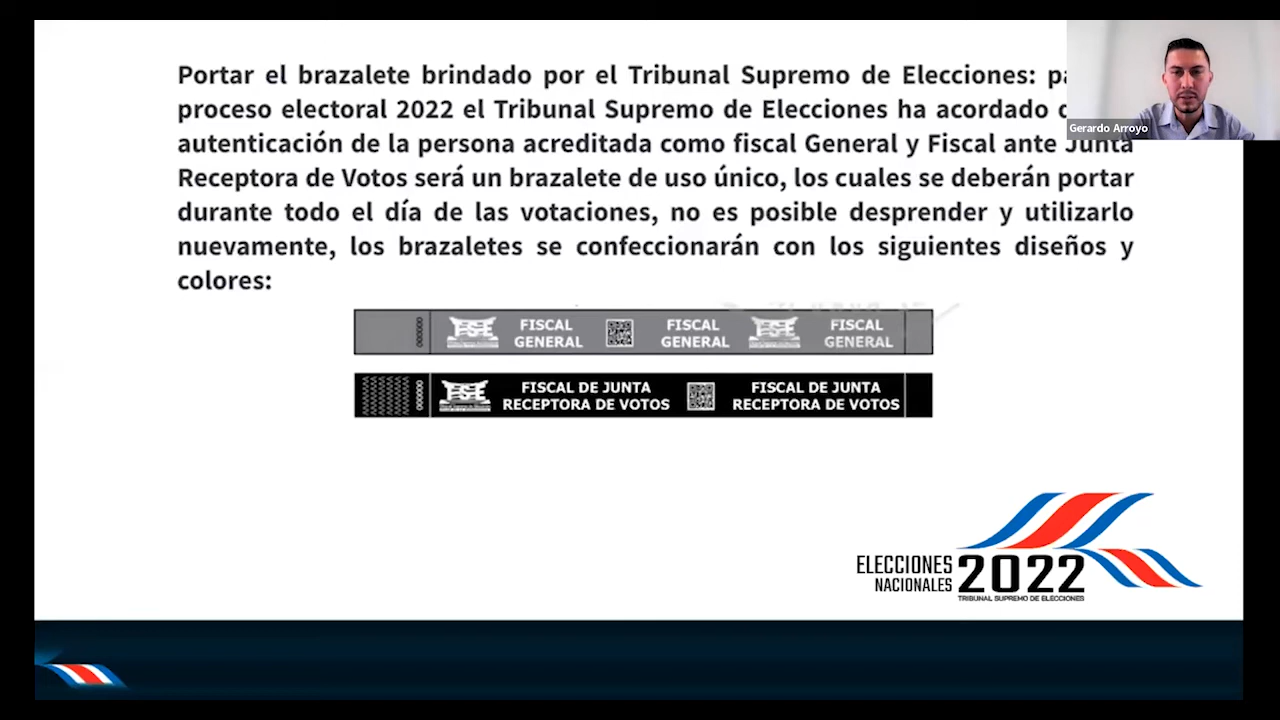 Portar el brazalete brindado por el Tribunal Supremo de Elecciones:
proceso electoral 2022 el Tribunal Supremo de Elecciones ha acordado
autenticación de la persona acreditada como fiscal General y Fiscal ante Junta
Receptora de Votos será un brazalete de uso único, los cuales se deberán portar
durante todo el día de las votaciones, no es posible desprender y utilizarlo
nuevamente, los brazaletes se confeccionarán con los siguientes diseños y
colores:
Gerardo Arroyo
TSE FISCAL GENERAL FISCAL GENERAL TSE FISCAL GENERAL
TSE FISCAL DE JUNTA RECEPTORA DE VOTOS FISCAL DE JUNTA RECEPTORA DE VOTOS
ELECCIONES
NACIONALES 2022
TRIBUNAL SUPREMO DE ELECCIONES